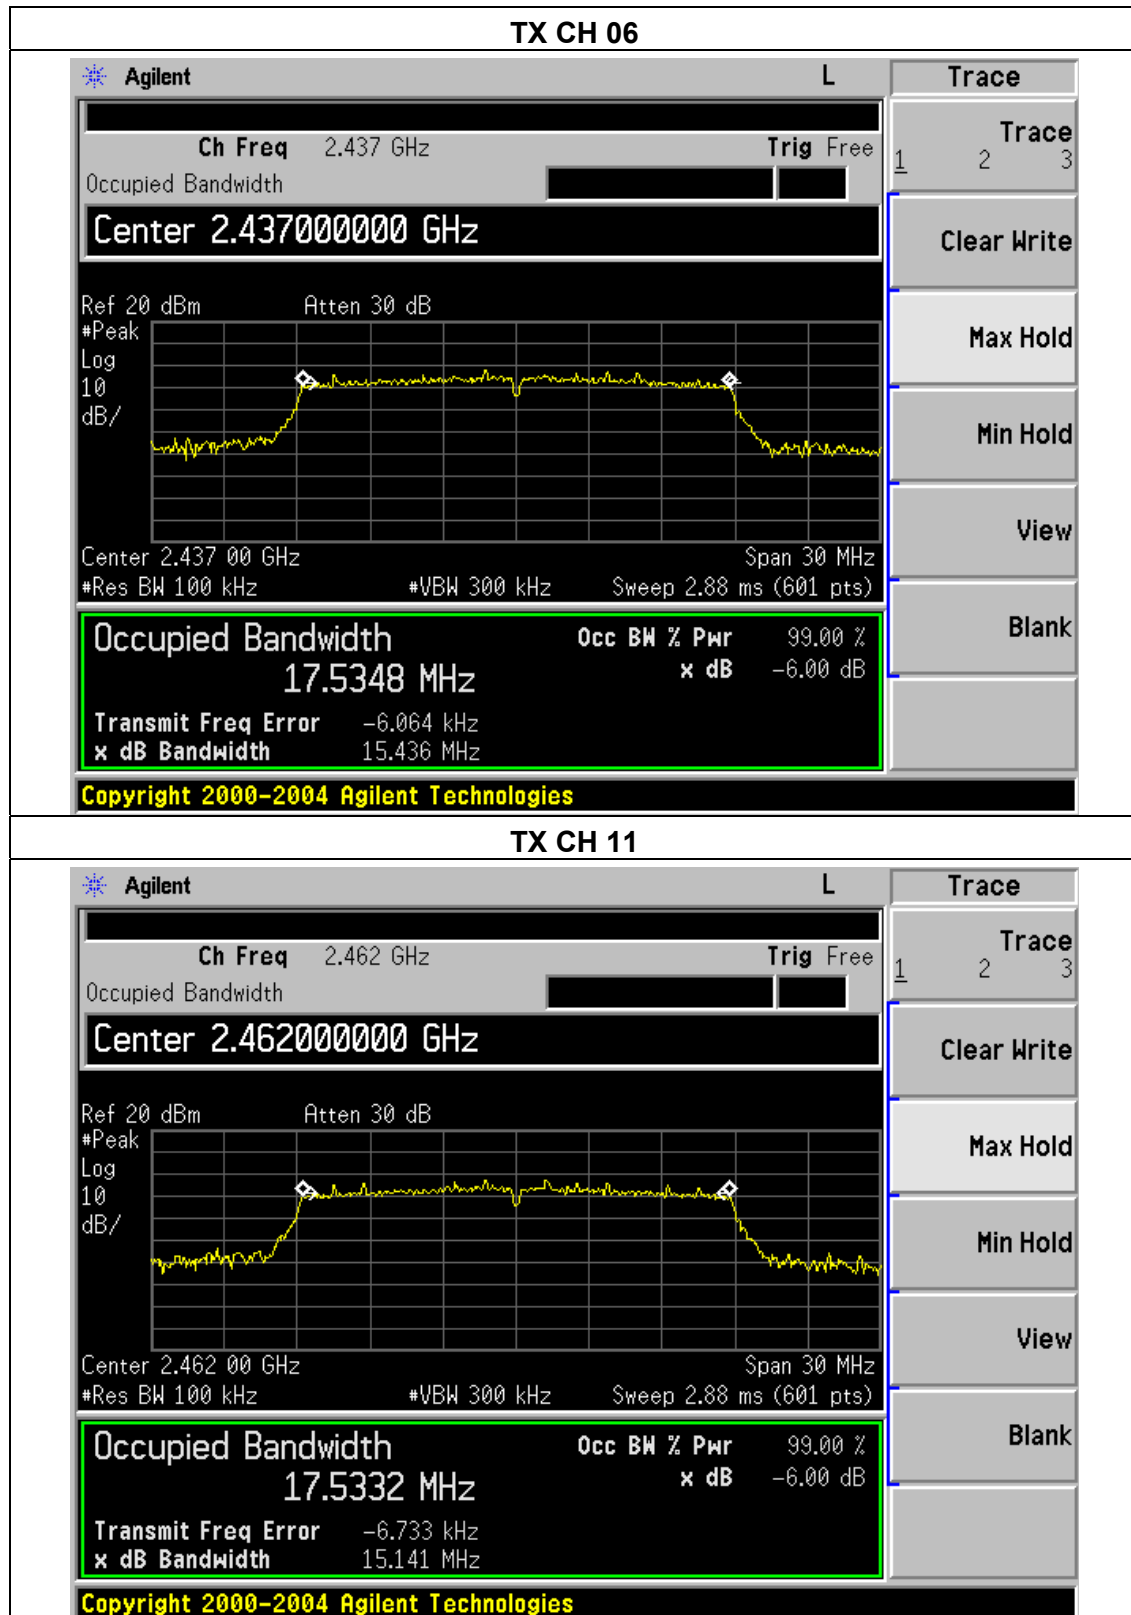 TX CH 06
Agilent L Trace
Ch Freq 2.437 GHz Trig Free
Occupied Bandwidth
Trace
1 2 3
Center 2.437000000 GHz
Clear Write
Ref 20 dBm Atten 30 dB
#Peak
Log
10
dB/
Max Hold
Min Hold
View
Center 2.437 00 GHz Span 30 MHz
#Res BW 100 kHz #VBW 300 kHz Sweep 2.88 ms (601 pts)
Blank
Occupied Bandwidth Occ BW % Pwr 99.00 %
17.5348 MHz x dB -6.00 dB
Transmit Freq Error -6.064 kHz
x dB Bandwidth 15.436 MHz
Copyright 2000-2004 Agilent Technologies
TX CH 11
Agilent L Trace
Ch Freq 2.462 GHz Trig Free
Occupied Bandwidth
Trace
1 2 3
Center 2.462000000 GHz
Clear Write
Ref 20 dBm Atten 30 dB
#Peak
Log
10
dB/
Max Hold
Min Hold
View
Center 2.462 00 GHz Span 30 MHz
#Res BW 100 kHz #VBW 300 kHz Sweep 2.88 ms (601 pts)
Blank
Occupied Bandwidth Occ BW % Pwr 99.00 %
17.5332 MHz x dB -6.00 dB
Transmit Freq Error -6.733 kHz
x dB Bandwidth 15.141 MHz
Copyright 2000-2004 Agilent Technologies